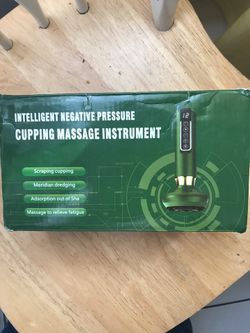 INTELLIGENT NEGATIVE PRESSURE
CUPPING MASSAGE INSTRUMENT
12
Scraping cupping
Meridian dredging
Adsorption out of Sha
Massage to relieve fatigue